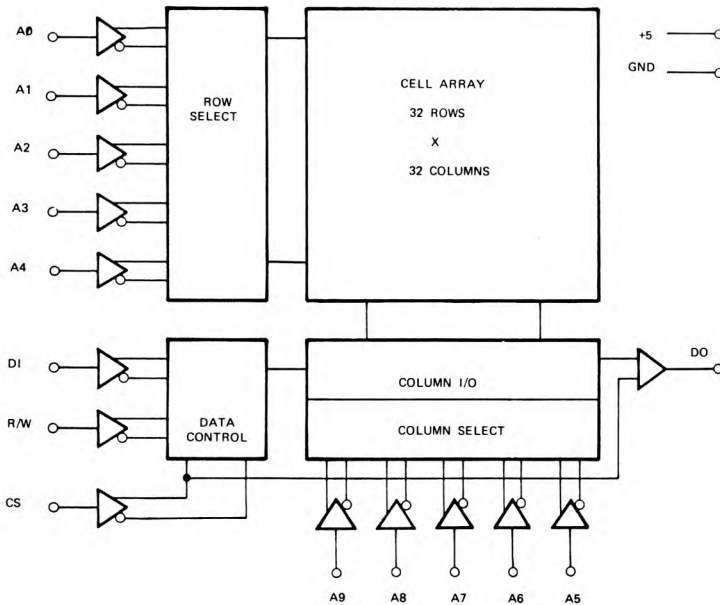 A0
A1
A2
A3
A4
ROW
SELECT
CELL ARRAY
32 ROWS
X
32 COLUMNS
+5
GND
DI
R/W
CS
DATA
CONTROL
COLUMN I/O
COLUMN SELECT
DO
A9
A8
A7
A6
A5